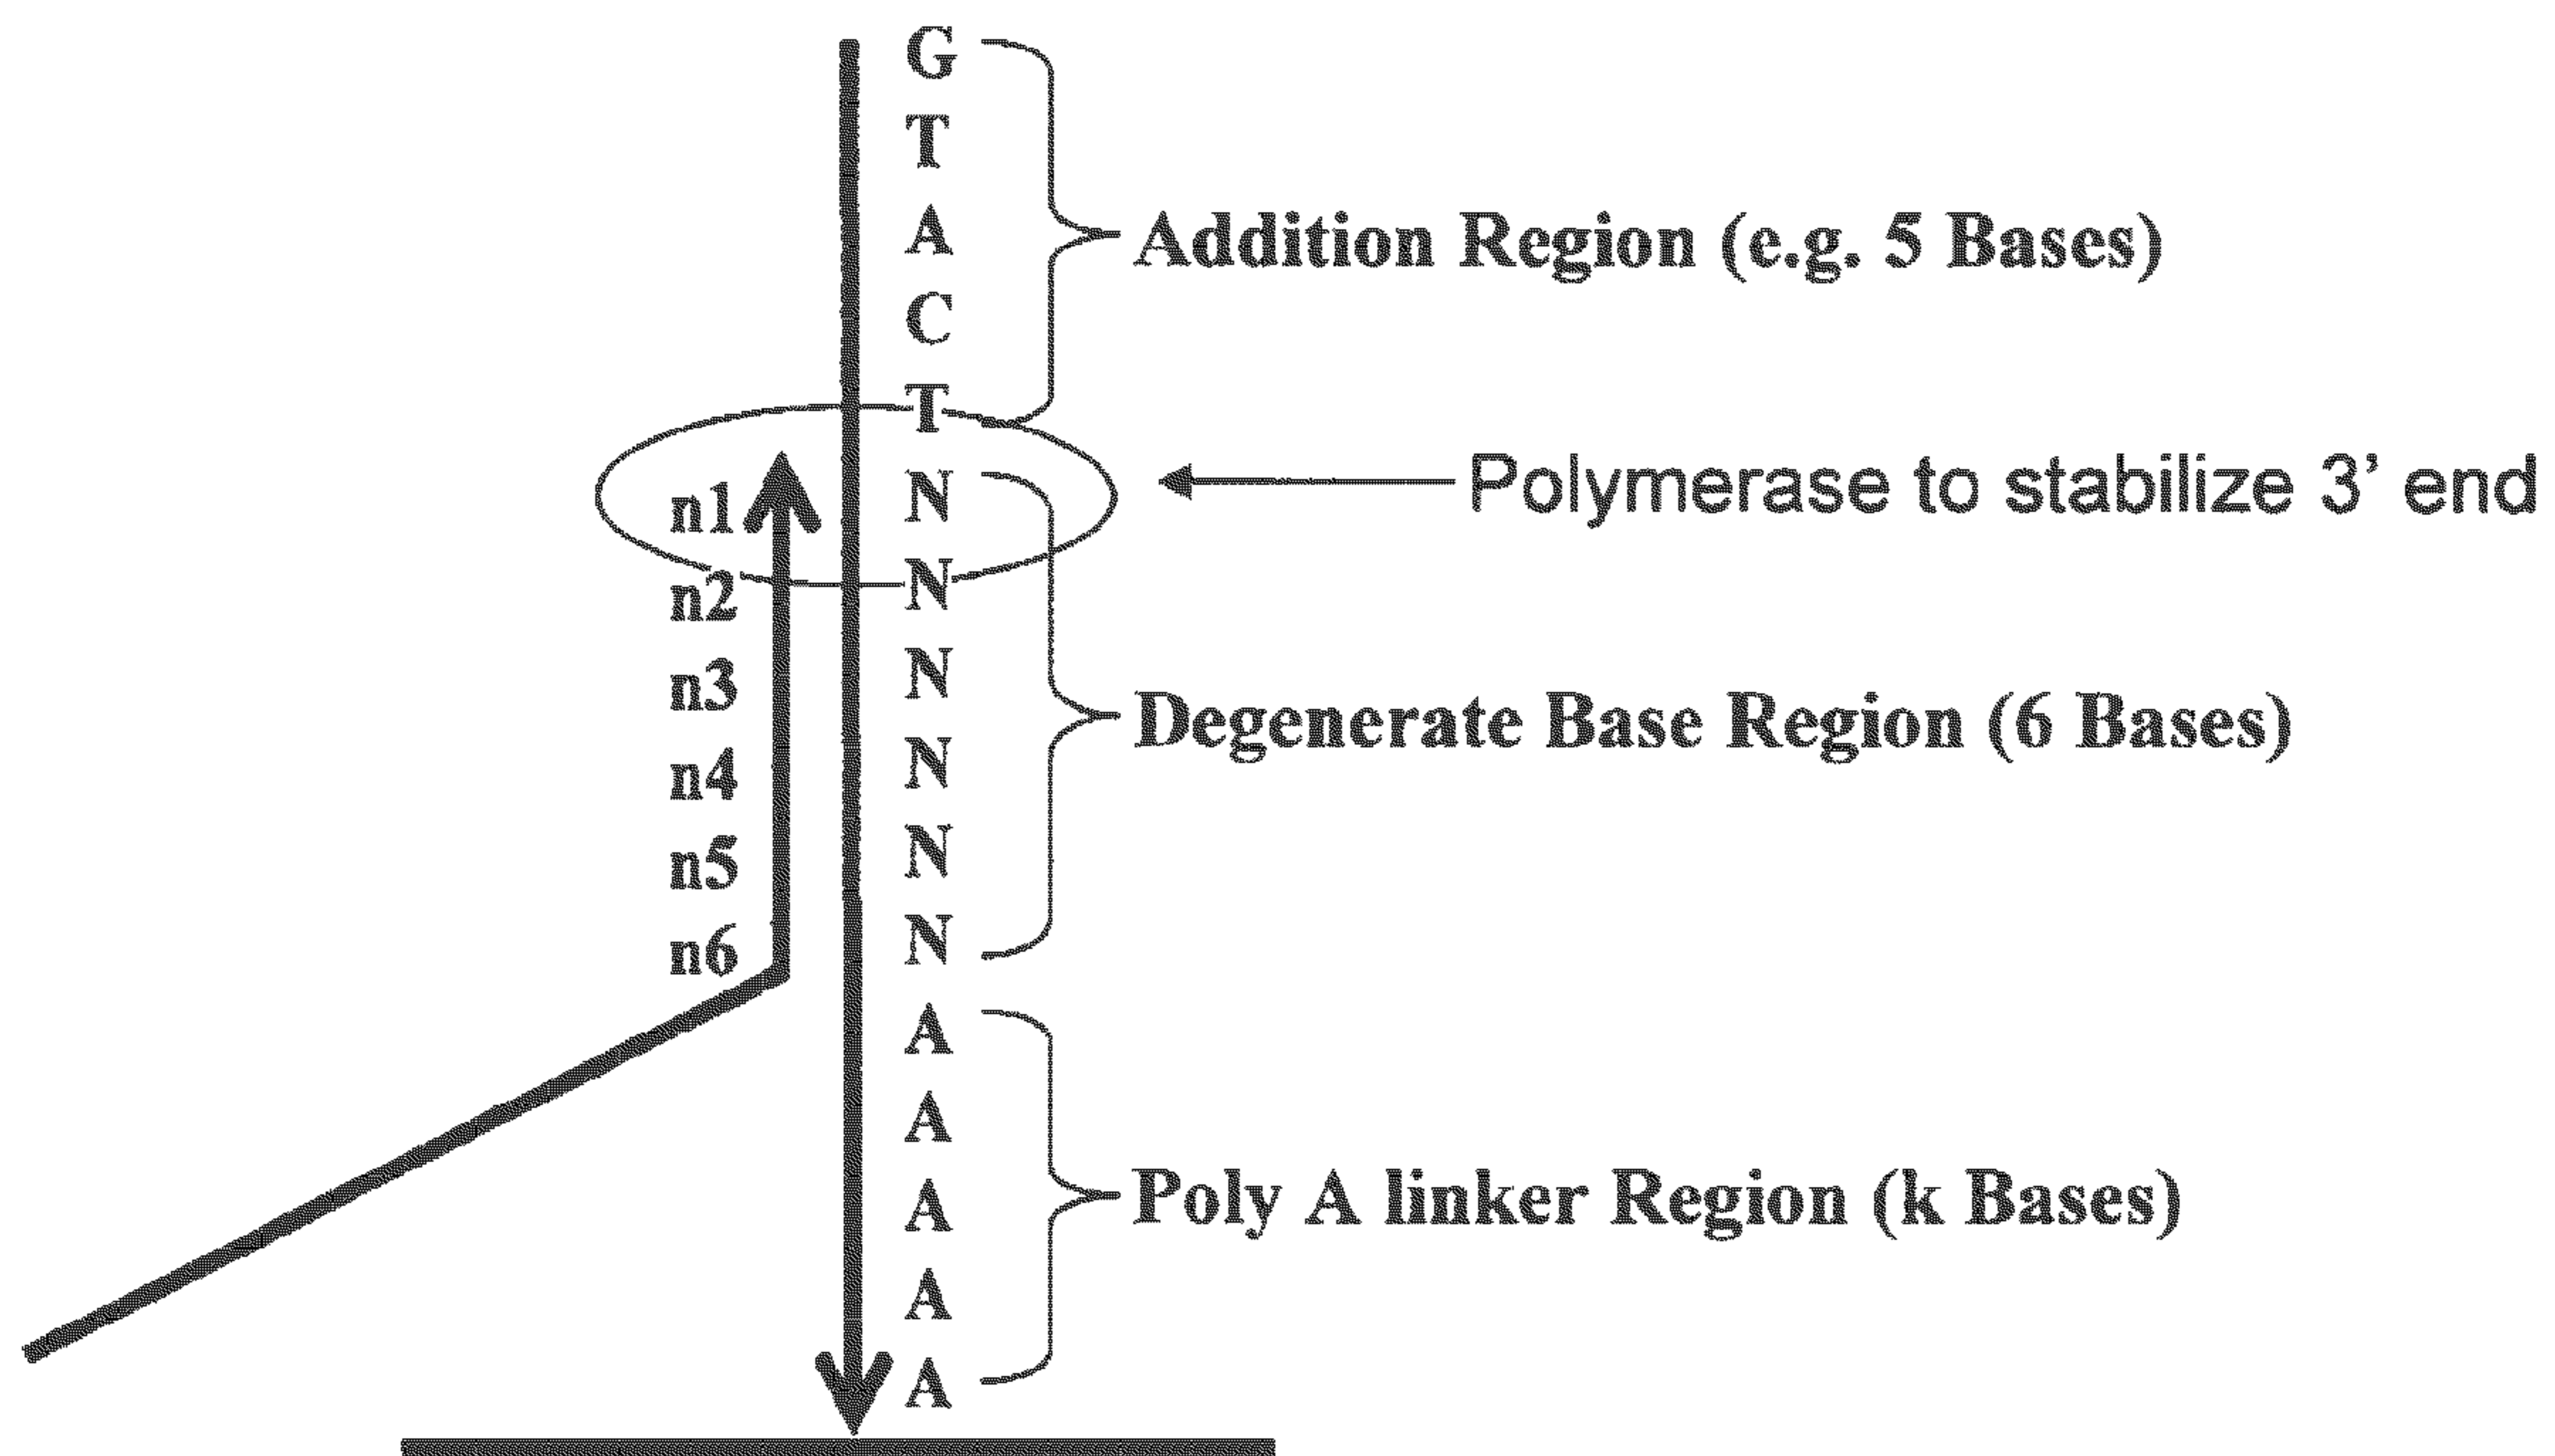 G
T
A
C
T
Addition Region (e.g. 5 Bases)
Polymerase to stabilize 3’ end
n1 N
n2 N
n3 N
n4 N
n5 N
n6 N
Degenerate Base Region (6 Bases)
A
A
A
A
A
Poly A linker Region (k Bases)